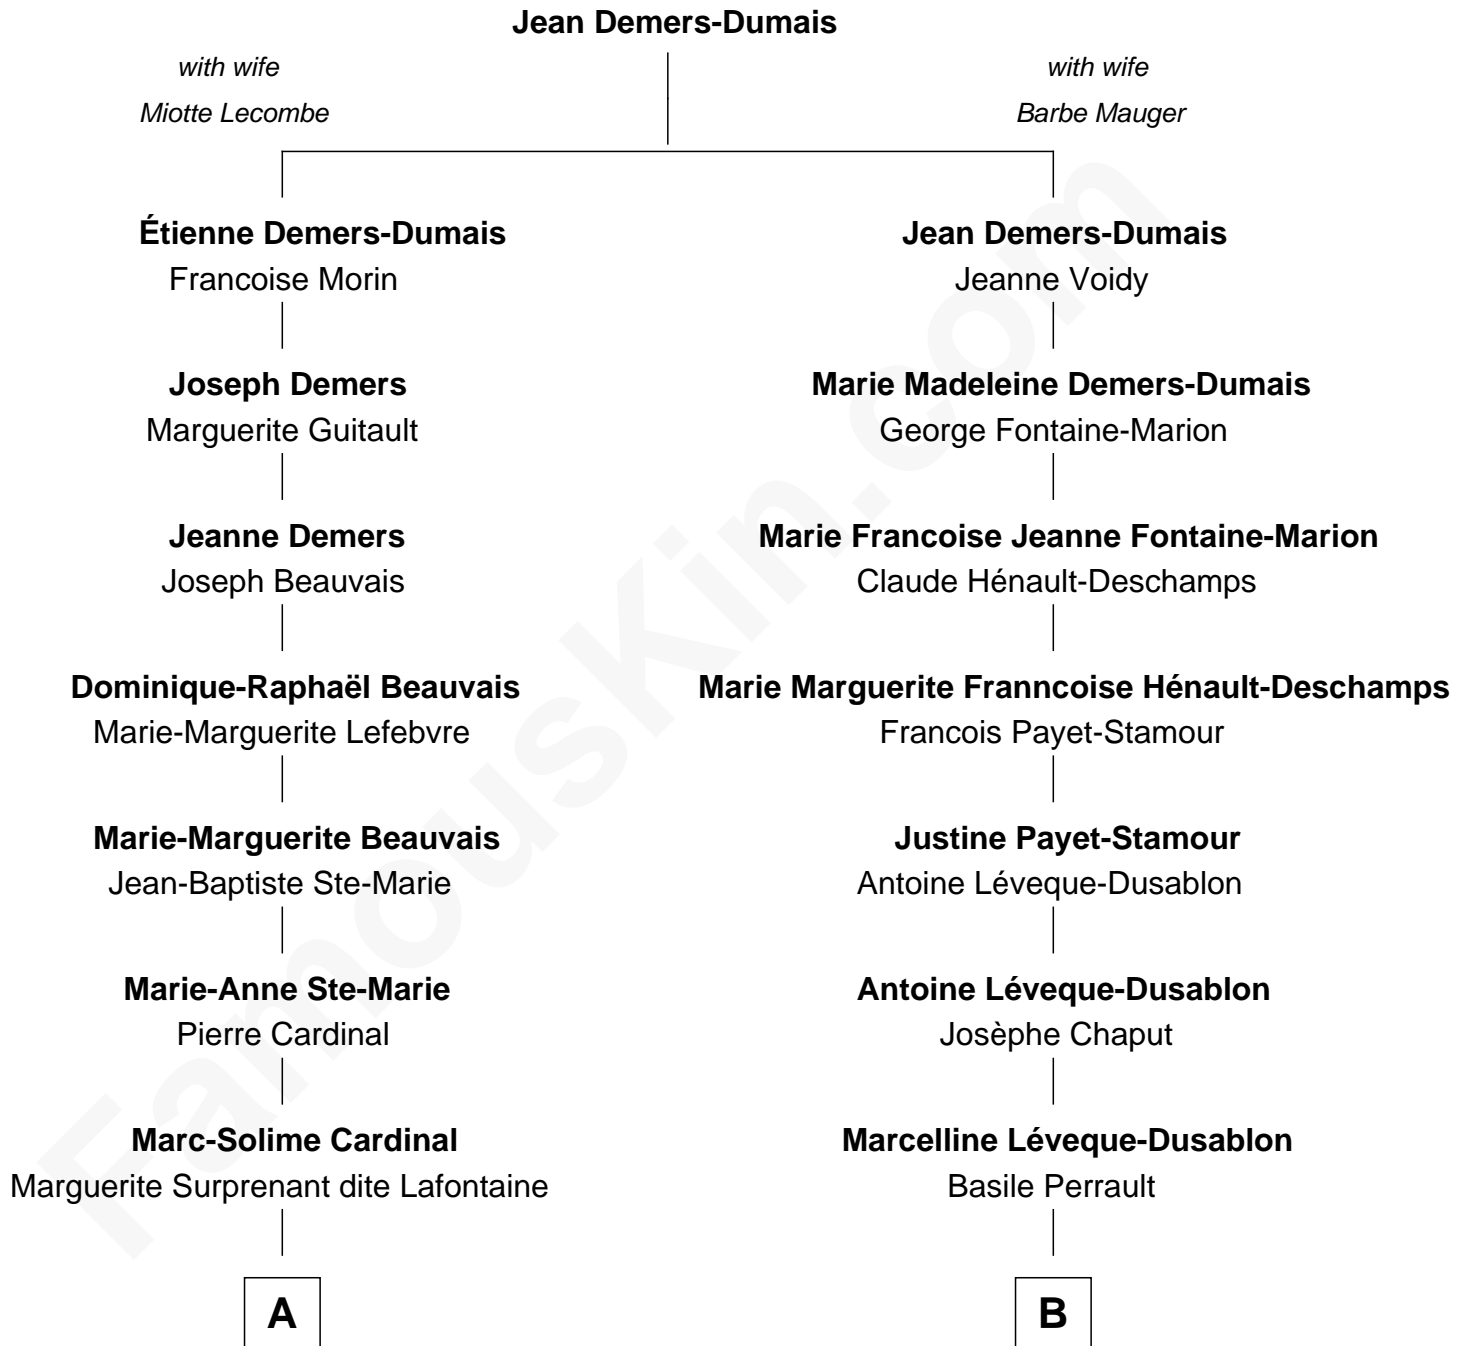 Jean Demers-Dumais
with wife
Miotte Lecombe
with wife
Barbe Mauger
Étienne Demers-Dumais
Francoise Morin
Jean Demers-Dumais
Jeanne Voidy
Joseph Demers
Marguerite Guitault
Marie Madeleine Demers-Dumais
George Fontaine-Marion
Jeanne Demers
Joseph Beauvais
Marie Francoise Jeanne Fontaine-Marion
Claude Hénault-Deschamps
Dominique-Raphaël Beauvais
Marie-Marguerite Lefebvre
Marie Marguerite Franncoise Hénault-Deschamps
Francois Payet-Stamour
Marie-Marguerite Beauvais
Jean-Baptiste Ste-Marie
Justine Payet-Stamour
Antoine Léveque-Dusablon
Marie-Anne Ste-Marie
Pierre Cardinal
Antoine Léveque-Dusablon
Josèphe Chaput
Marc-Solime Cardinal
Marguerite Surprenant dite Lafontaine
Marcelline Léveque-Dusablon
Basile Perrault
A
B
FamousKin.com